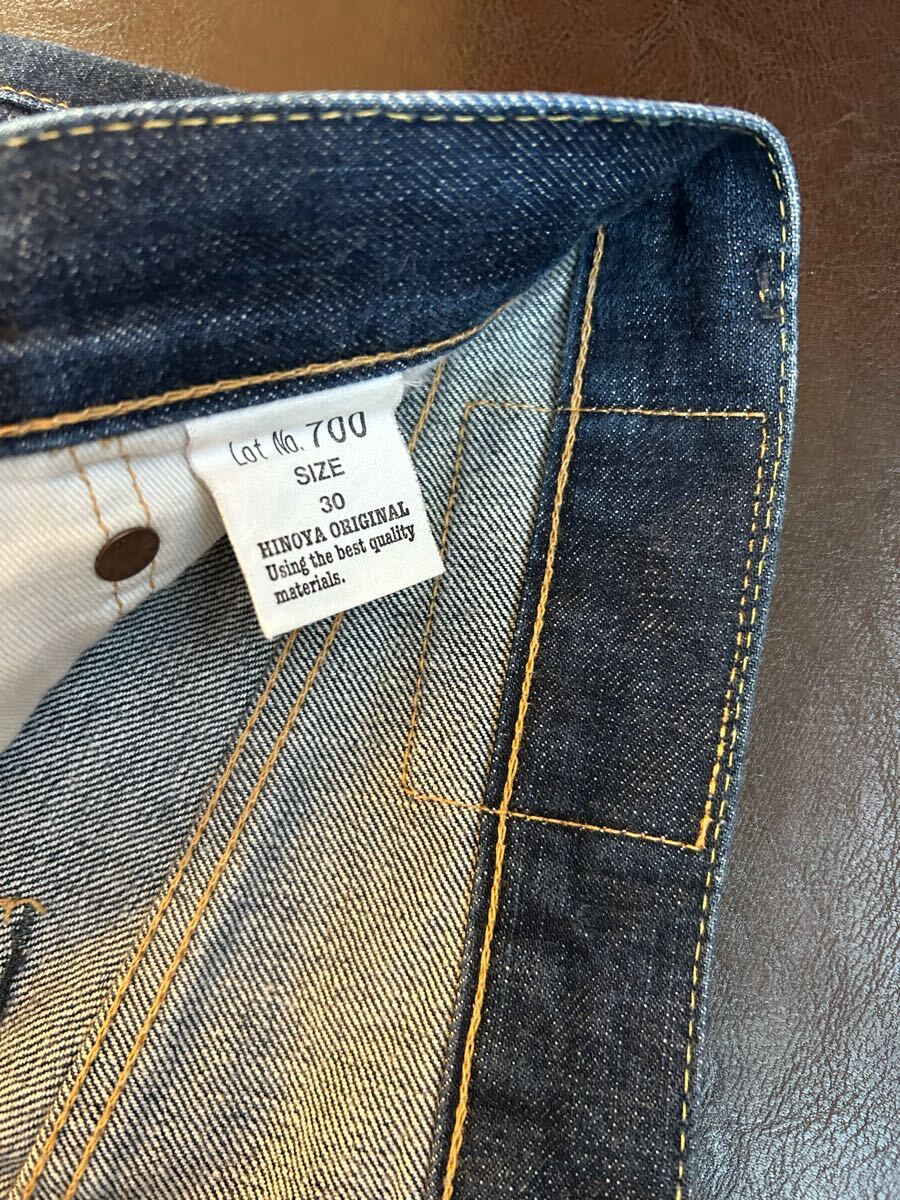 Lot No. 700
SIZE
30
HINOYA ORIGINAL
Using the best quality
materials.